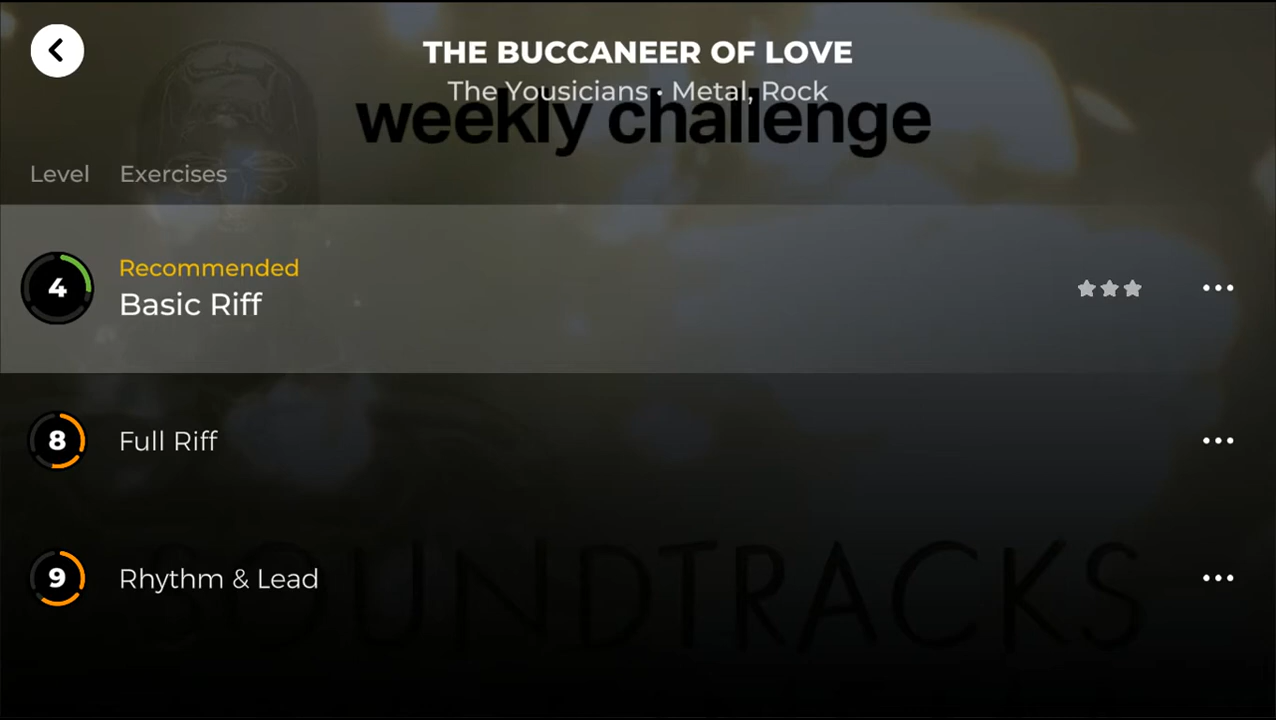 THE BUCCANEER OF LOVE
The Yousicians • Metal, Rock
weekly challenge
Level Exercises
4 Recommended
Basic Riff
8 Full Riff
9 Rhythm & Lead
SOUNDTRACKS